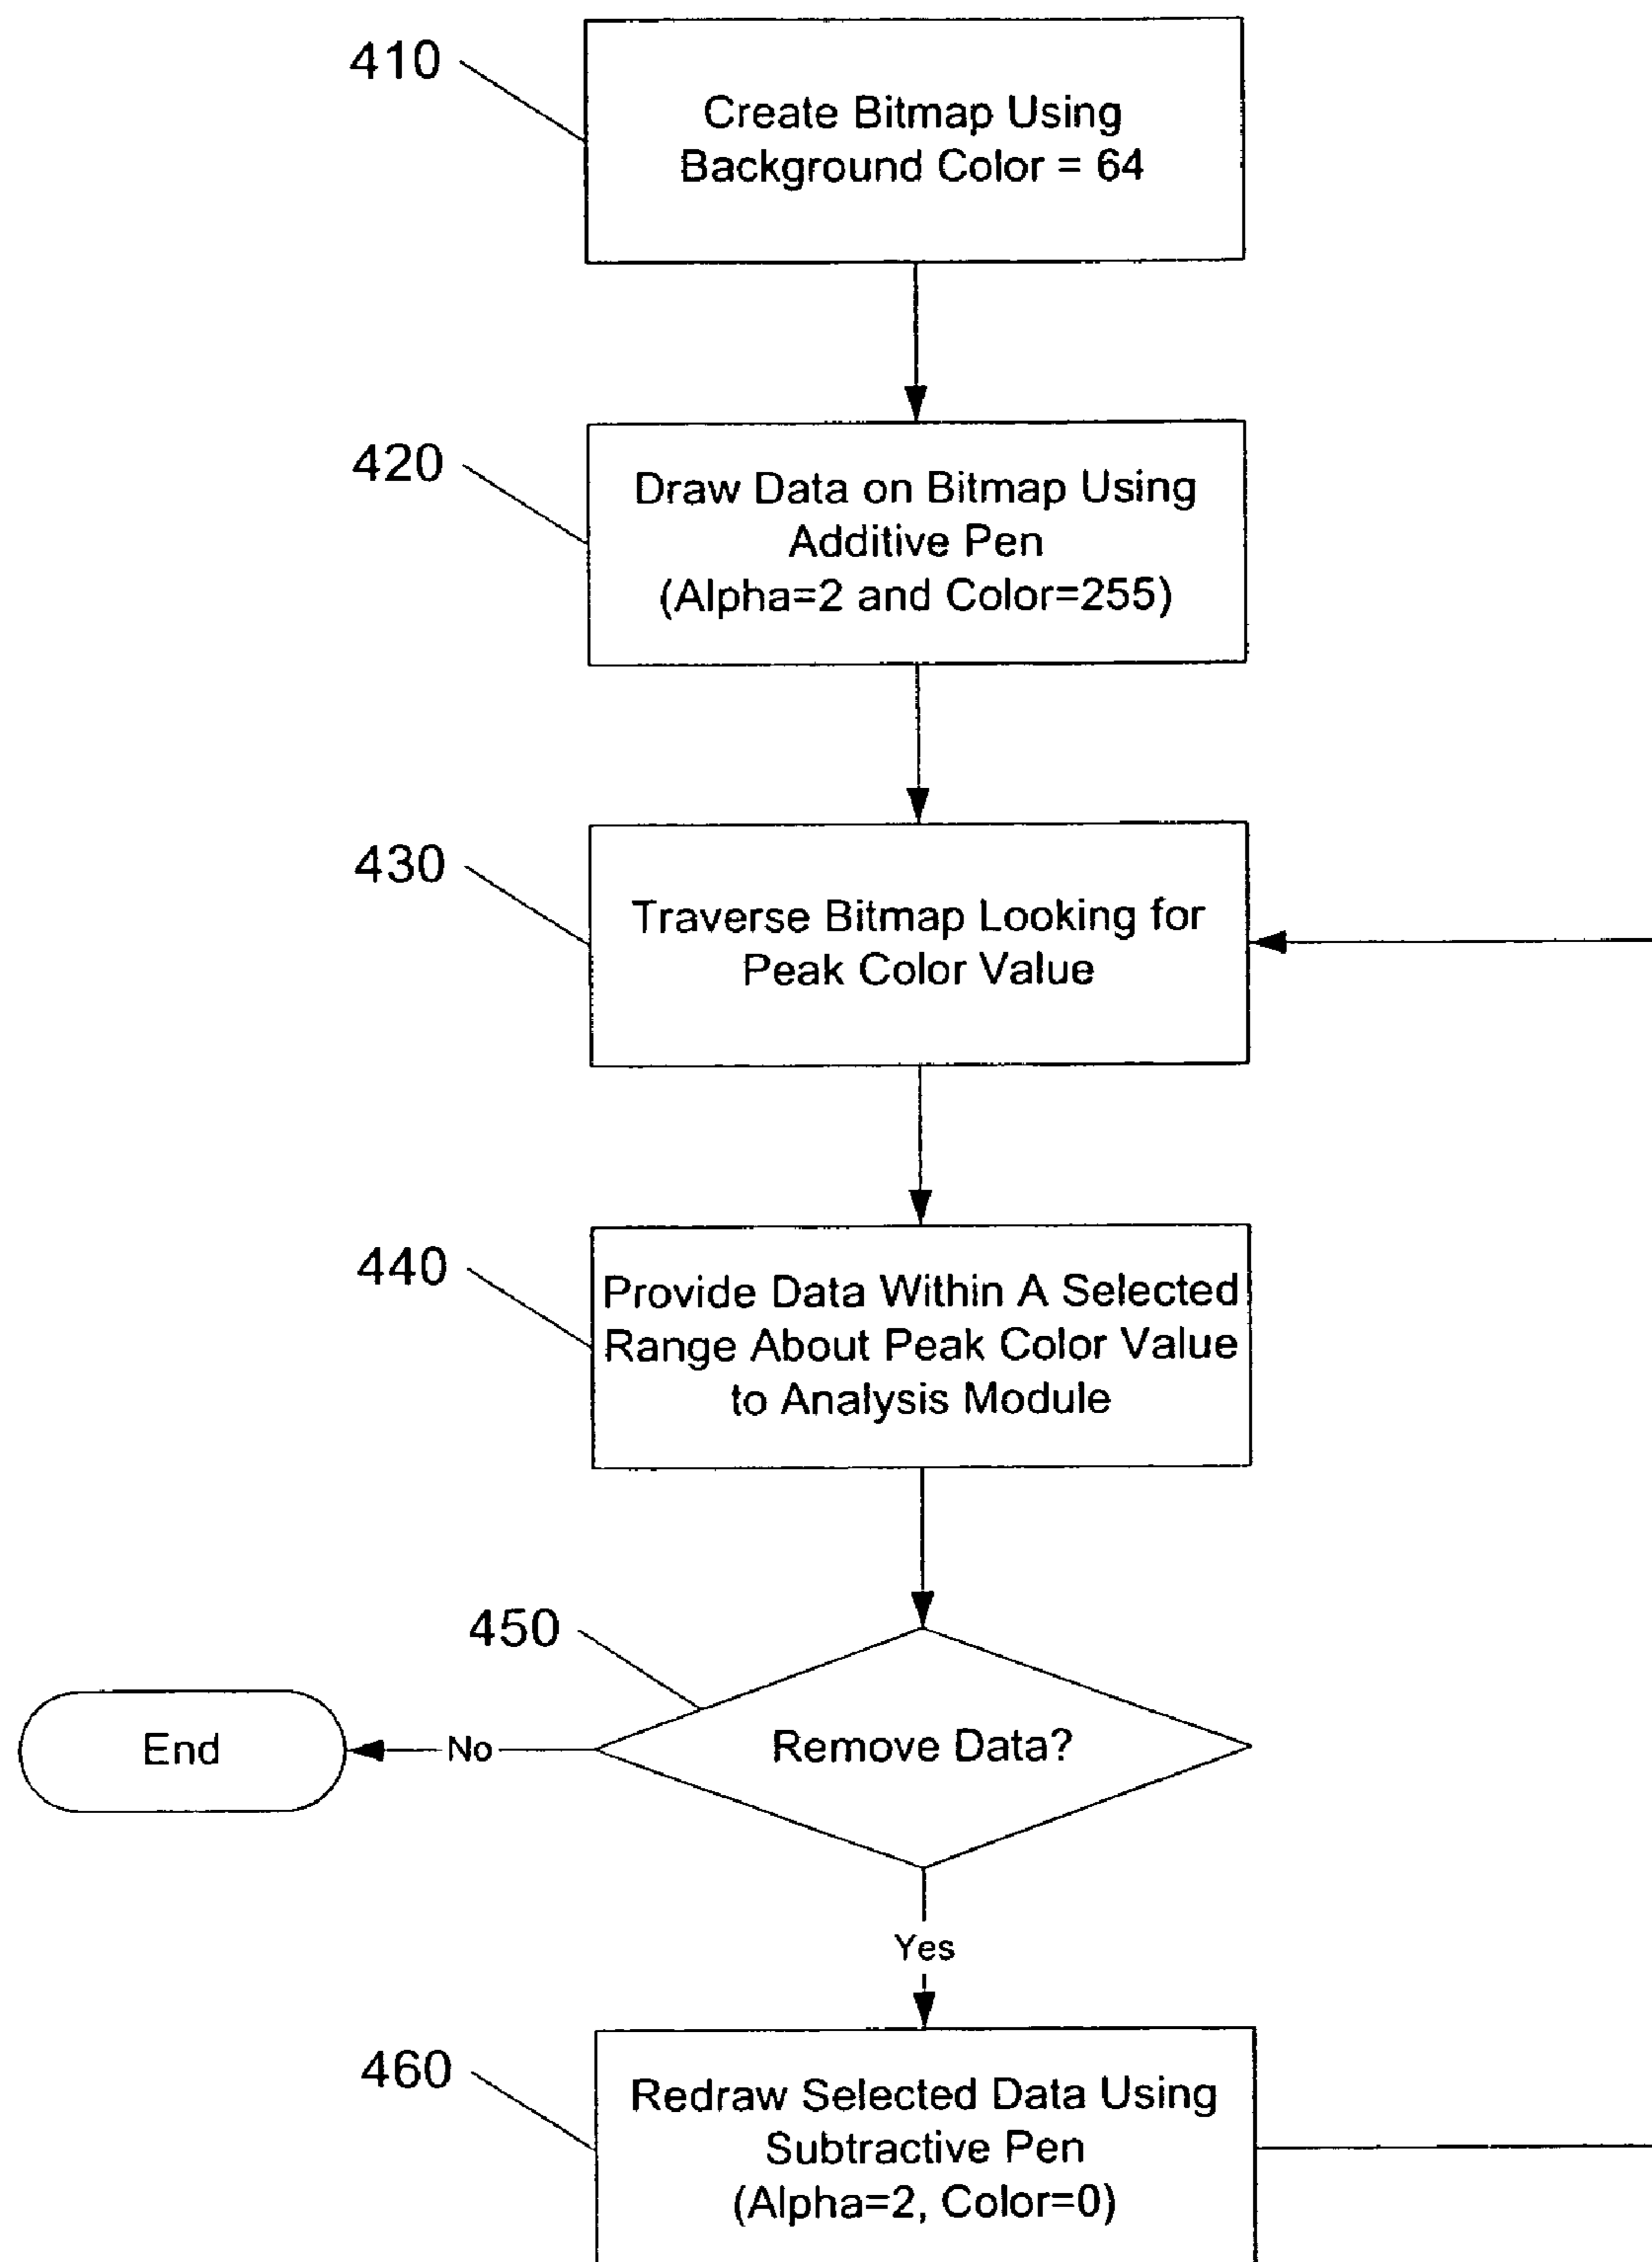 410
Create Bitmap Using
Background Color = 64
420
Draw Data on Bitmap Using
Additive Pen
(Alpha=2 and Color=255)
430
Traverse Bitmap Looking for
Peak Color Value
440
Provide Data Within A Selected
Range About Peak Color Value
to Analysis Module
450
Remove Data?
No
End
Yes
460
Redraw Selected Data Using
Subtractive Pen
(Alpha=2, Color=0)